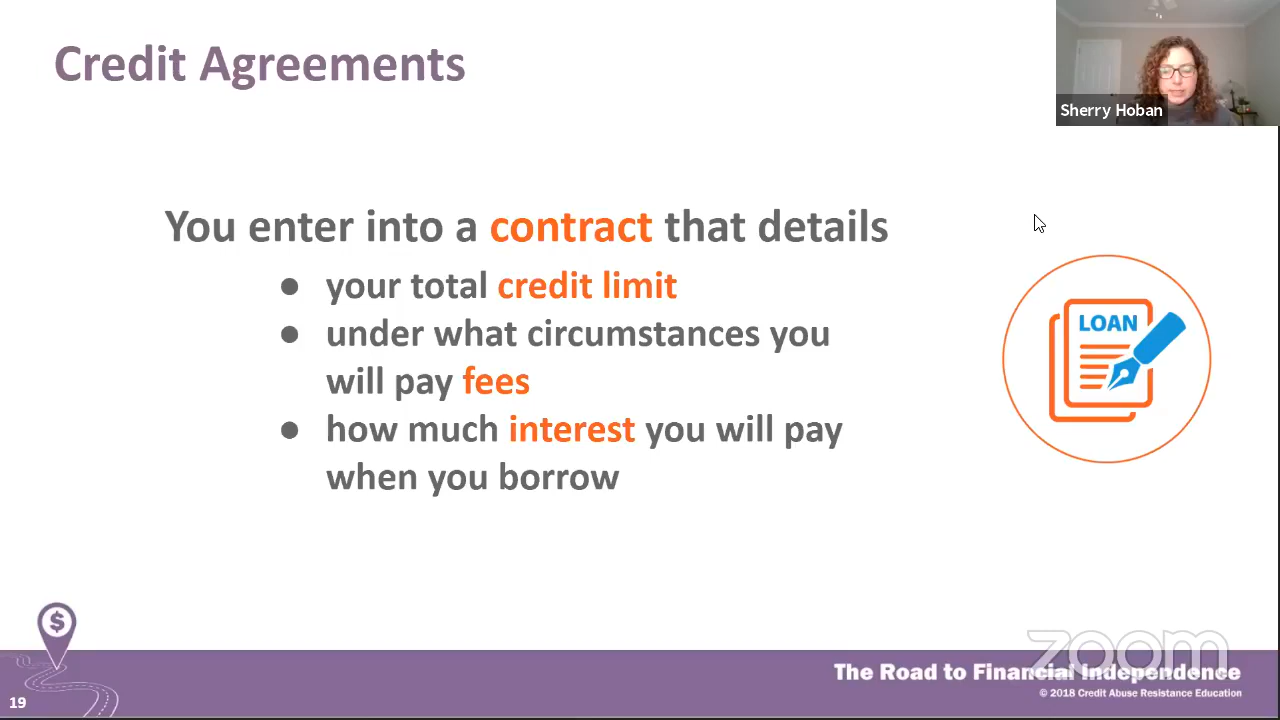 Credit Agreements
Sherry Hoban
You enter into a contract that details
● your total credit limit
● under what circumstances you
will pay fees
● how much interest you will pay
when you borrow
LOAN
$
zoom
The Road to Financial Independence
© 2018 Credit Abuse Resistance Education
19